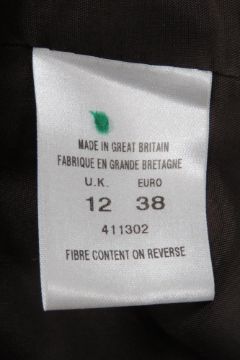 MADE IN GREAT BRITAIN
FABRIQUE EN GRANDE BRETAGNE
U.K. EURO
12 38
411302
FIBRE CONTENT ON REVERSE